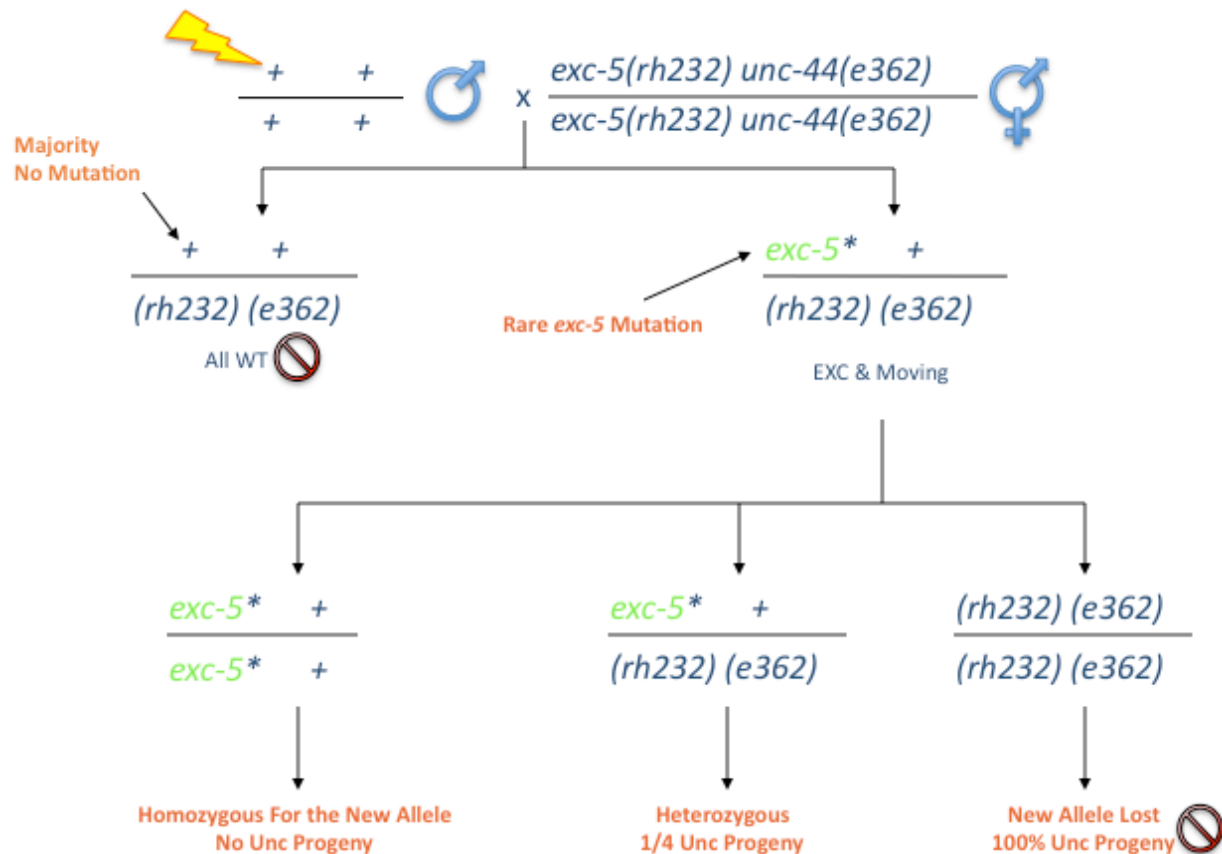 + +
+ +
x
exc-5(rh232) unc-44(e362)
exc-5(rh232) unc-44(e362)
Majority
No Mutation
+ +
(rh232) (e362)
All WT
Rare exc-5 Mutation
exc-5* +
(rh232) (e362)
EXC & Moving
exc-5* +
exc-5* +
exc-5* +
(rh232) (e362)
(rh232) (e362)
(rh232) (e362)
Homozygous For the New Allele
No Unc Progeny
Heterozygous
1/4 Unc Progeny
New Allele Lost
100% Unc Progeny